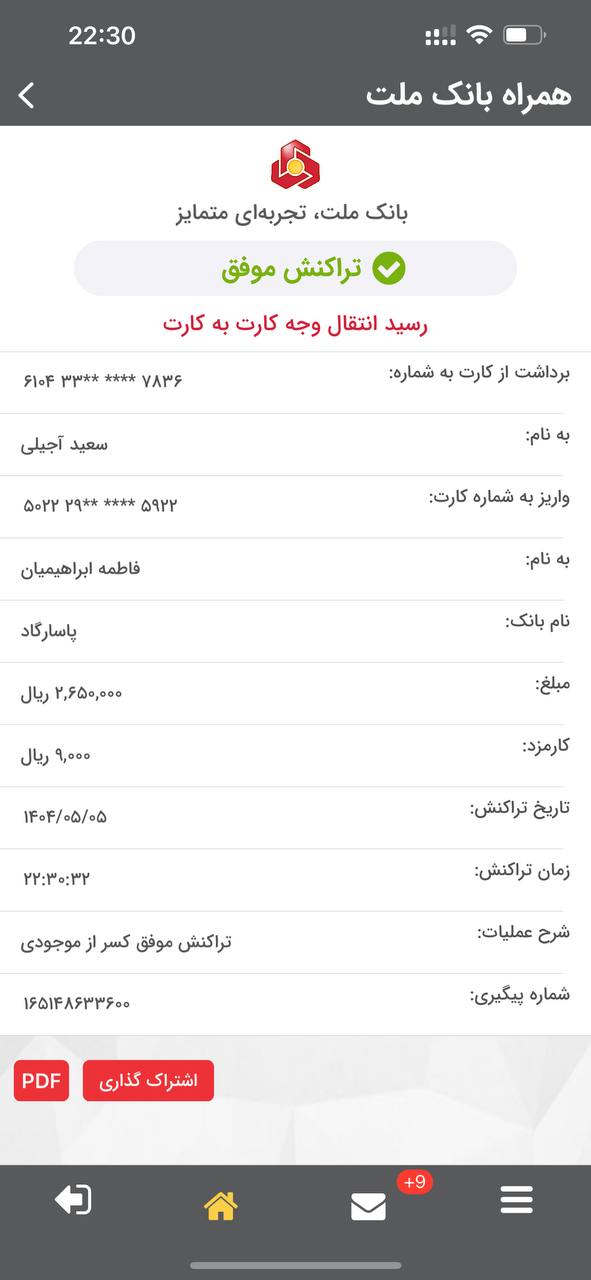 22:30
همراه بانک ملت
بانک ملت، تجربه‌ای متمایز
تراکنش موفق
رسید انتقال وجه کارت به کارت
برداشت از کارت به شماره: ۶۱۰۴ ۳۳** **** ۷۸۳۶
به نام: سعید آجیلی
واریز به شماره کارت: ۵۰۲۲ ۲۹** **** ۵۹۲۲
به نام: فاطمه ابراهیمیان
نام بانک: پاسارگاد
مبلغ: ۲,۶۵۰,۰۰۰ ریال
کارمزد: ۹,۰۰۰ ریال
تاریخ تراکنش: ۱۴۰۴/۰۵/۰۵
زمان تراکنش: ۲۲:۳۰:۳۲
شرح عملیات: تراکنش موفق کسر از موجودی
شماره پیگیری: ۱۶۵۱۴۸۶۳۳۶۰۰
اشتراک گذاری PDF
+9